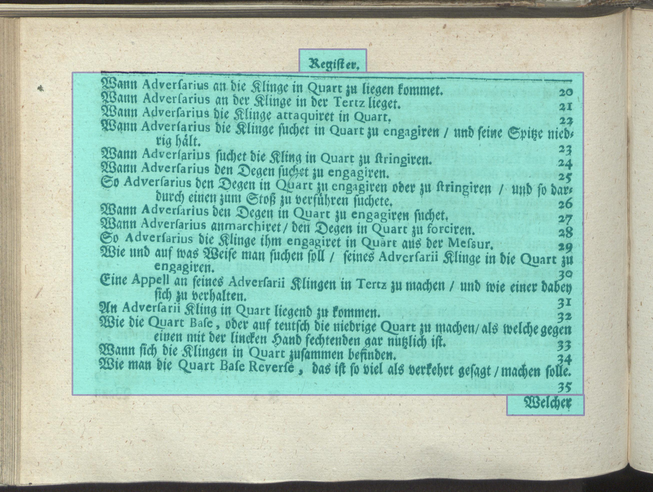 Register.
Wann Adversarius an die Klinge in Quart zu liegen kommet. 20
Wann Adversarius an der Klinge in der Tertz lieget. 21
Wann Adversarius die Klinge attaquiret in Quart, 22
Wann Adversarius die Klinge suchet in Quart zu engagiren / und seine Spitze nied-
rig hält. 23
Wann Adversarius suchet die Kling in Quart zu stringiren. 24
Wann Adversarius den Degen suchet zu engagiren. 25
So Adversarius den Degen in Quart zu engagiren oder zu stringiren / und so dar-
durch einen zum Stoß zu verführen suchete. 26
Wann Adversarius den Degen in Quart zu engagiren suchet. 27
Wann Adversarius anmarchiret / den Degen in Quart zu forciren. 28
So Adversarius die Klinge ihm engagiret in Quart aus der Messur. 29
Wie und auf was Weise man suchen soll / seines Adversarii Klinge in die Quart zu
engagiren. 30
Eine Appell an seines Adversarii Klingen in Tertz zu machen / und wie einer dabey
sich zu verhalten. 31
An Adversarii Kling in Quart liegend zu kommen. 32
Wie die Quart Base, oder auf teutsch die niedrige Quart zu machen / als welche gegen
einen mit der lincken Hand fechtenden gar nützlich ist. 33
Wann sich die Klingen in Quart zusammen befinden. 34
Wie man die Quart Base Reverse, das ist so viel als verkehrt gesagt / machen solle.
35
Welcher